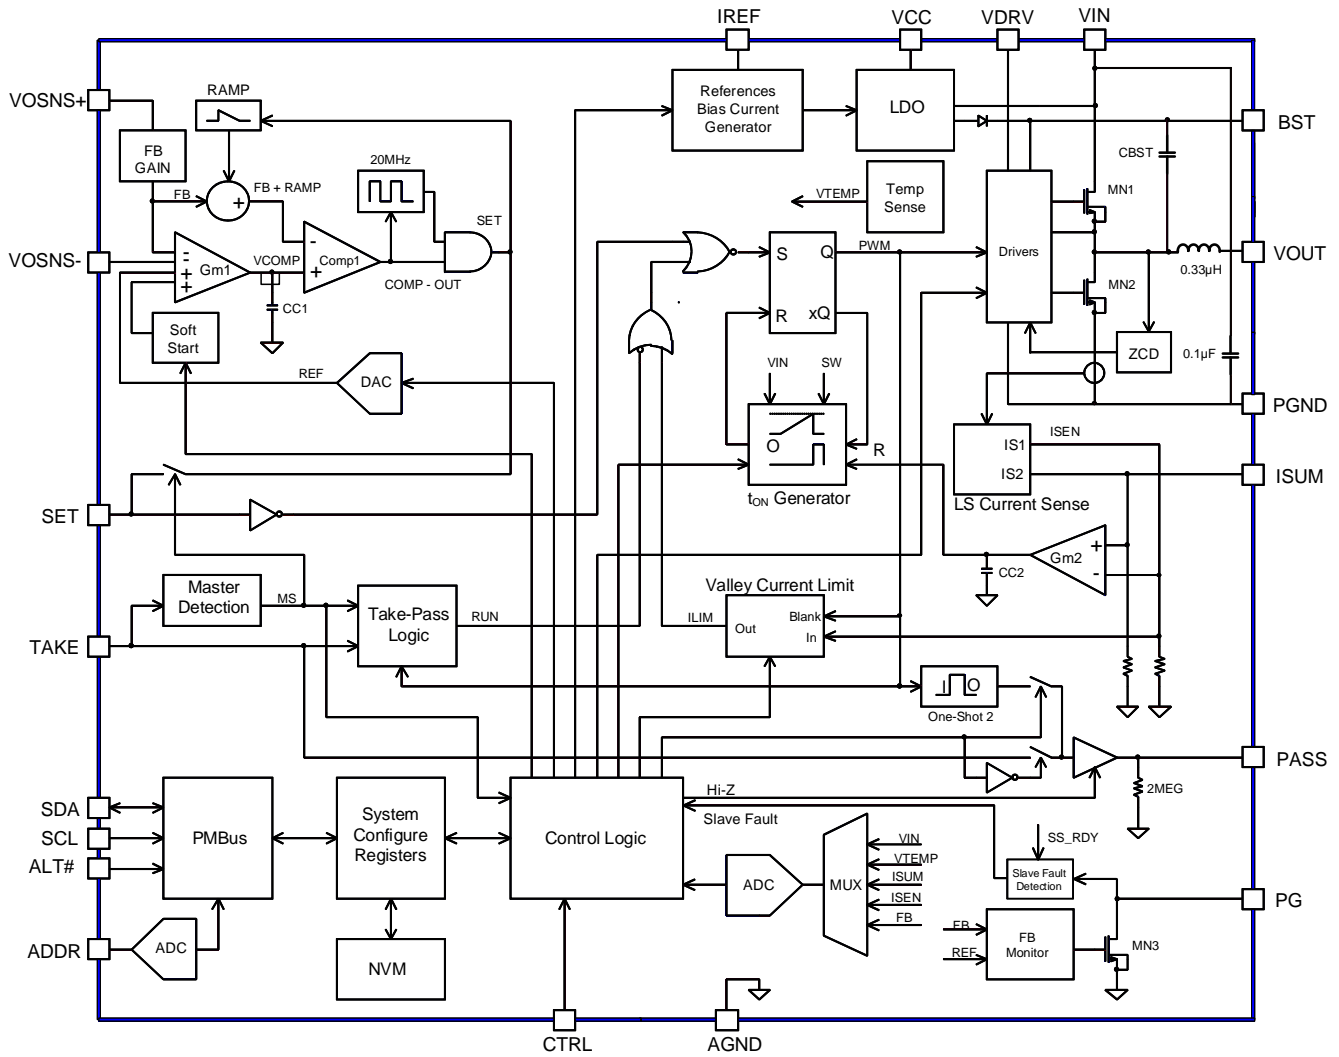 IREF
VCC
VDRV
VIN
VOSNS+
RAMP
References
Bias Current
Generator
LDO
BST
FB
GAIN
20MHz
CBST
FB
FB + RAMP
VTEMP
Temp
Sense
MN1
+
SET
VOSNS-
-
-
+
+
Gm1
VCOMP
-
+
Comp1
COMP - OUT
CC1
S
Q
R
xQ
PWM
Drivers
VOUT
0.33µH
MN2
Soft
Start
REF
DAC
VIN
SW
ZCD
0.1µF
PGND
O
R
tON Generator
IS1
IS2
ISEN
LS Current Sense
ISUM
SET
+
-
Gm2
CC2
Master
Detection
MS
Take-Pass
Logic
RUN
ILIM
Valley Current Limit
Out
Blank
In
TAKE
O
One-Shot 2
PASS
2MEG
SDA
SCL
ALT#
PMBus
System
Configure
Registers
Control Logic
Hi-Z
Slave Fault
SS_RDY
Slave Fault
Detection
ADC
MUX
VIN
VTEMP
ISUM
ISEN
FB
PG
ADDR
ADC
NVM
FB
REF
FB
Monitor
MN3
CTRL
AGND